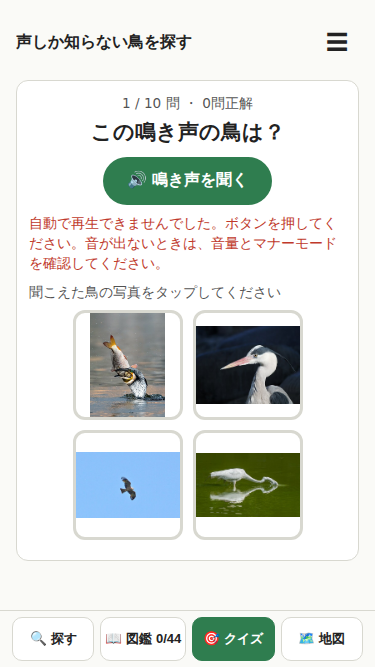 声しか知らない鳥を探す
1 / 10 問 ・ 0問正解
この鳴き声の鳥は？
🔊 鳴き声を聞く
自動で再生できませんでした。ボタンを押してく
ださい。音が出ないときは、音量とマナーモード
を確認してください。
聞こえた鳥の写真をタップしてください
🔍 探す
📖 図鑑 0/44
🎯 クイズ
🗺️ 地図